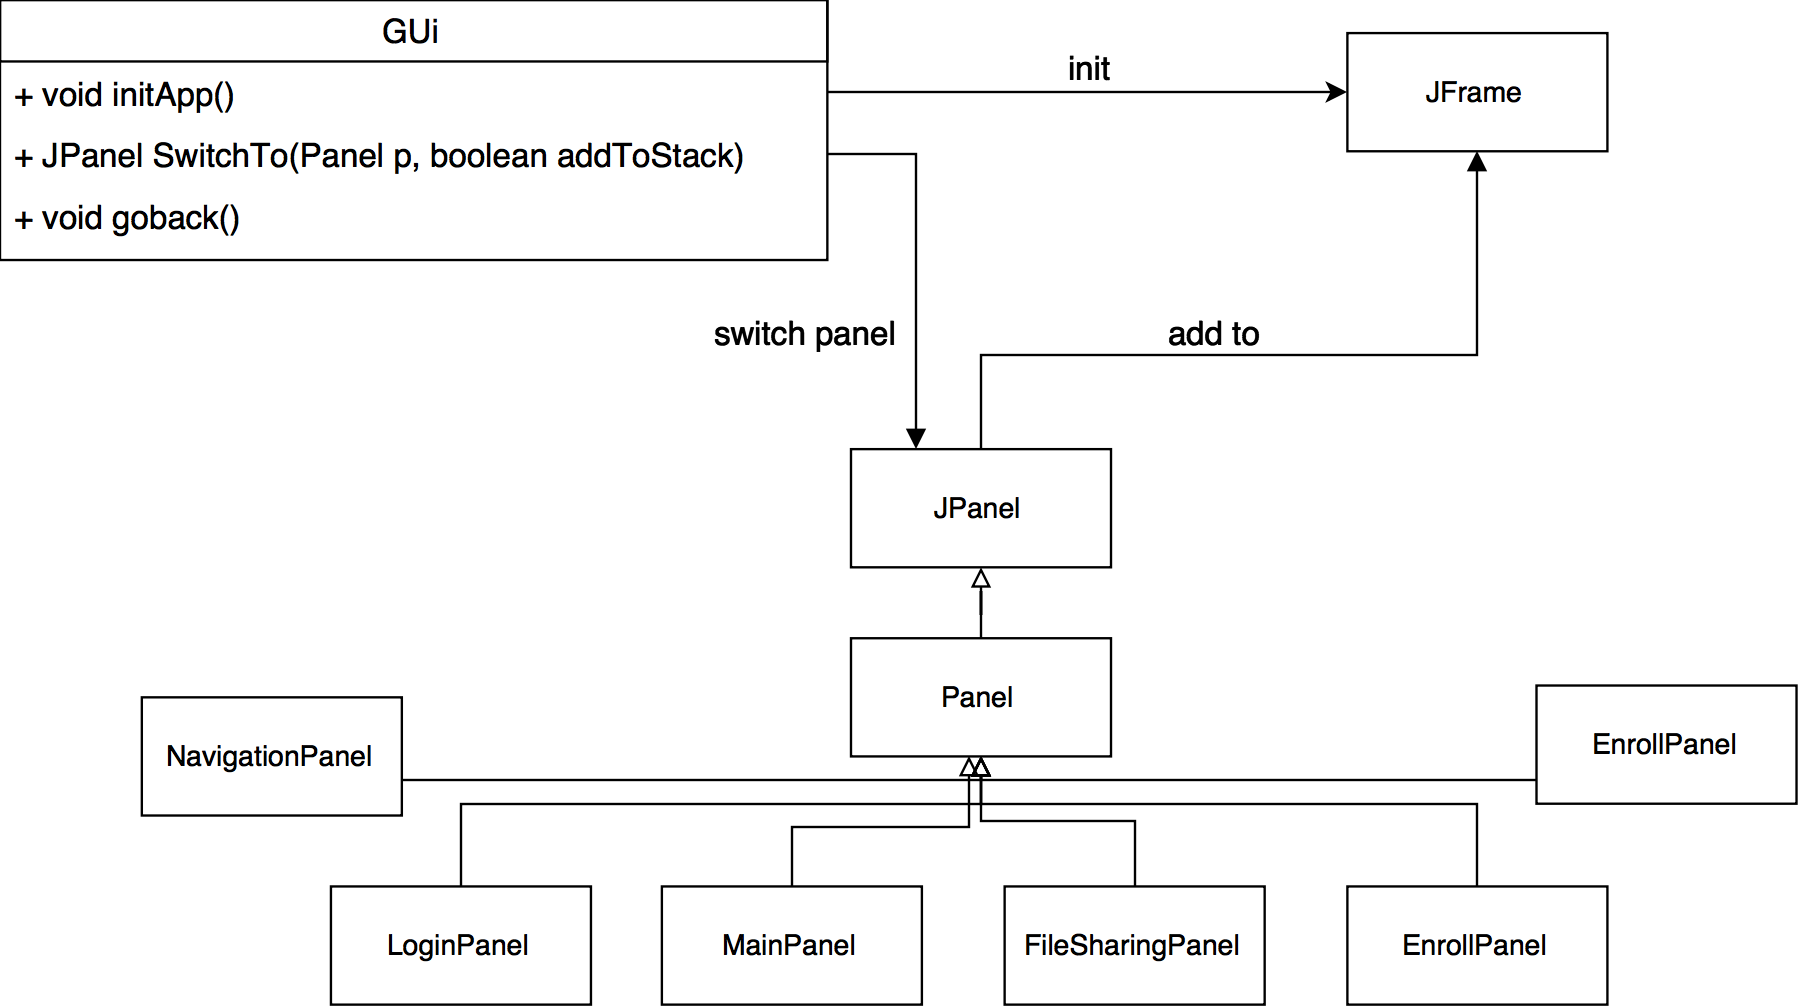 GUi
+ void initApp()
+ JPanel SwitchTo(Panel p, boolean addToStack)
+ void goback()
init
JFrame
switch panel
add to
JPanel
Panel
NavigationPanel
EnrollPanel
LoginPanel
MainPanel
FileSharingPanel
EnrollPanel